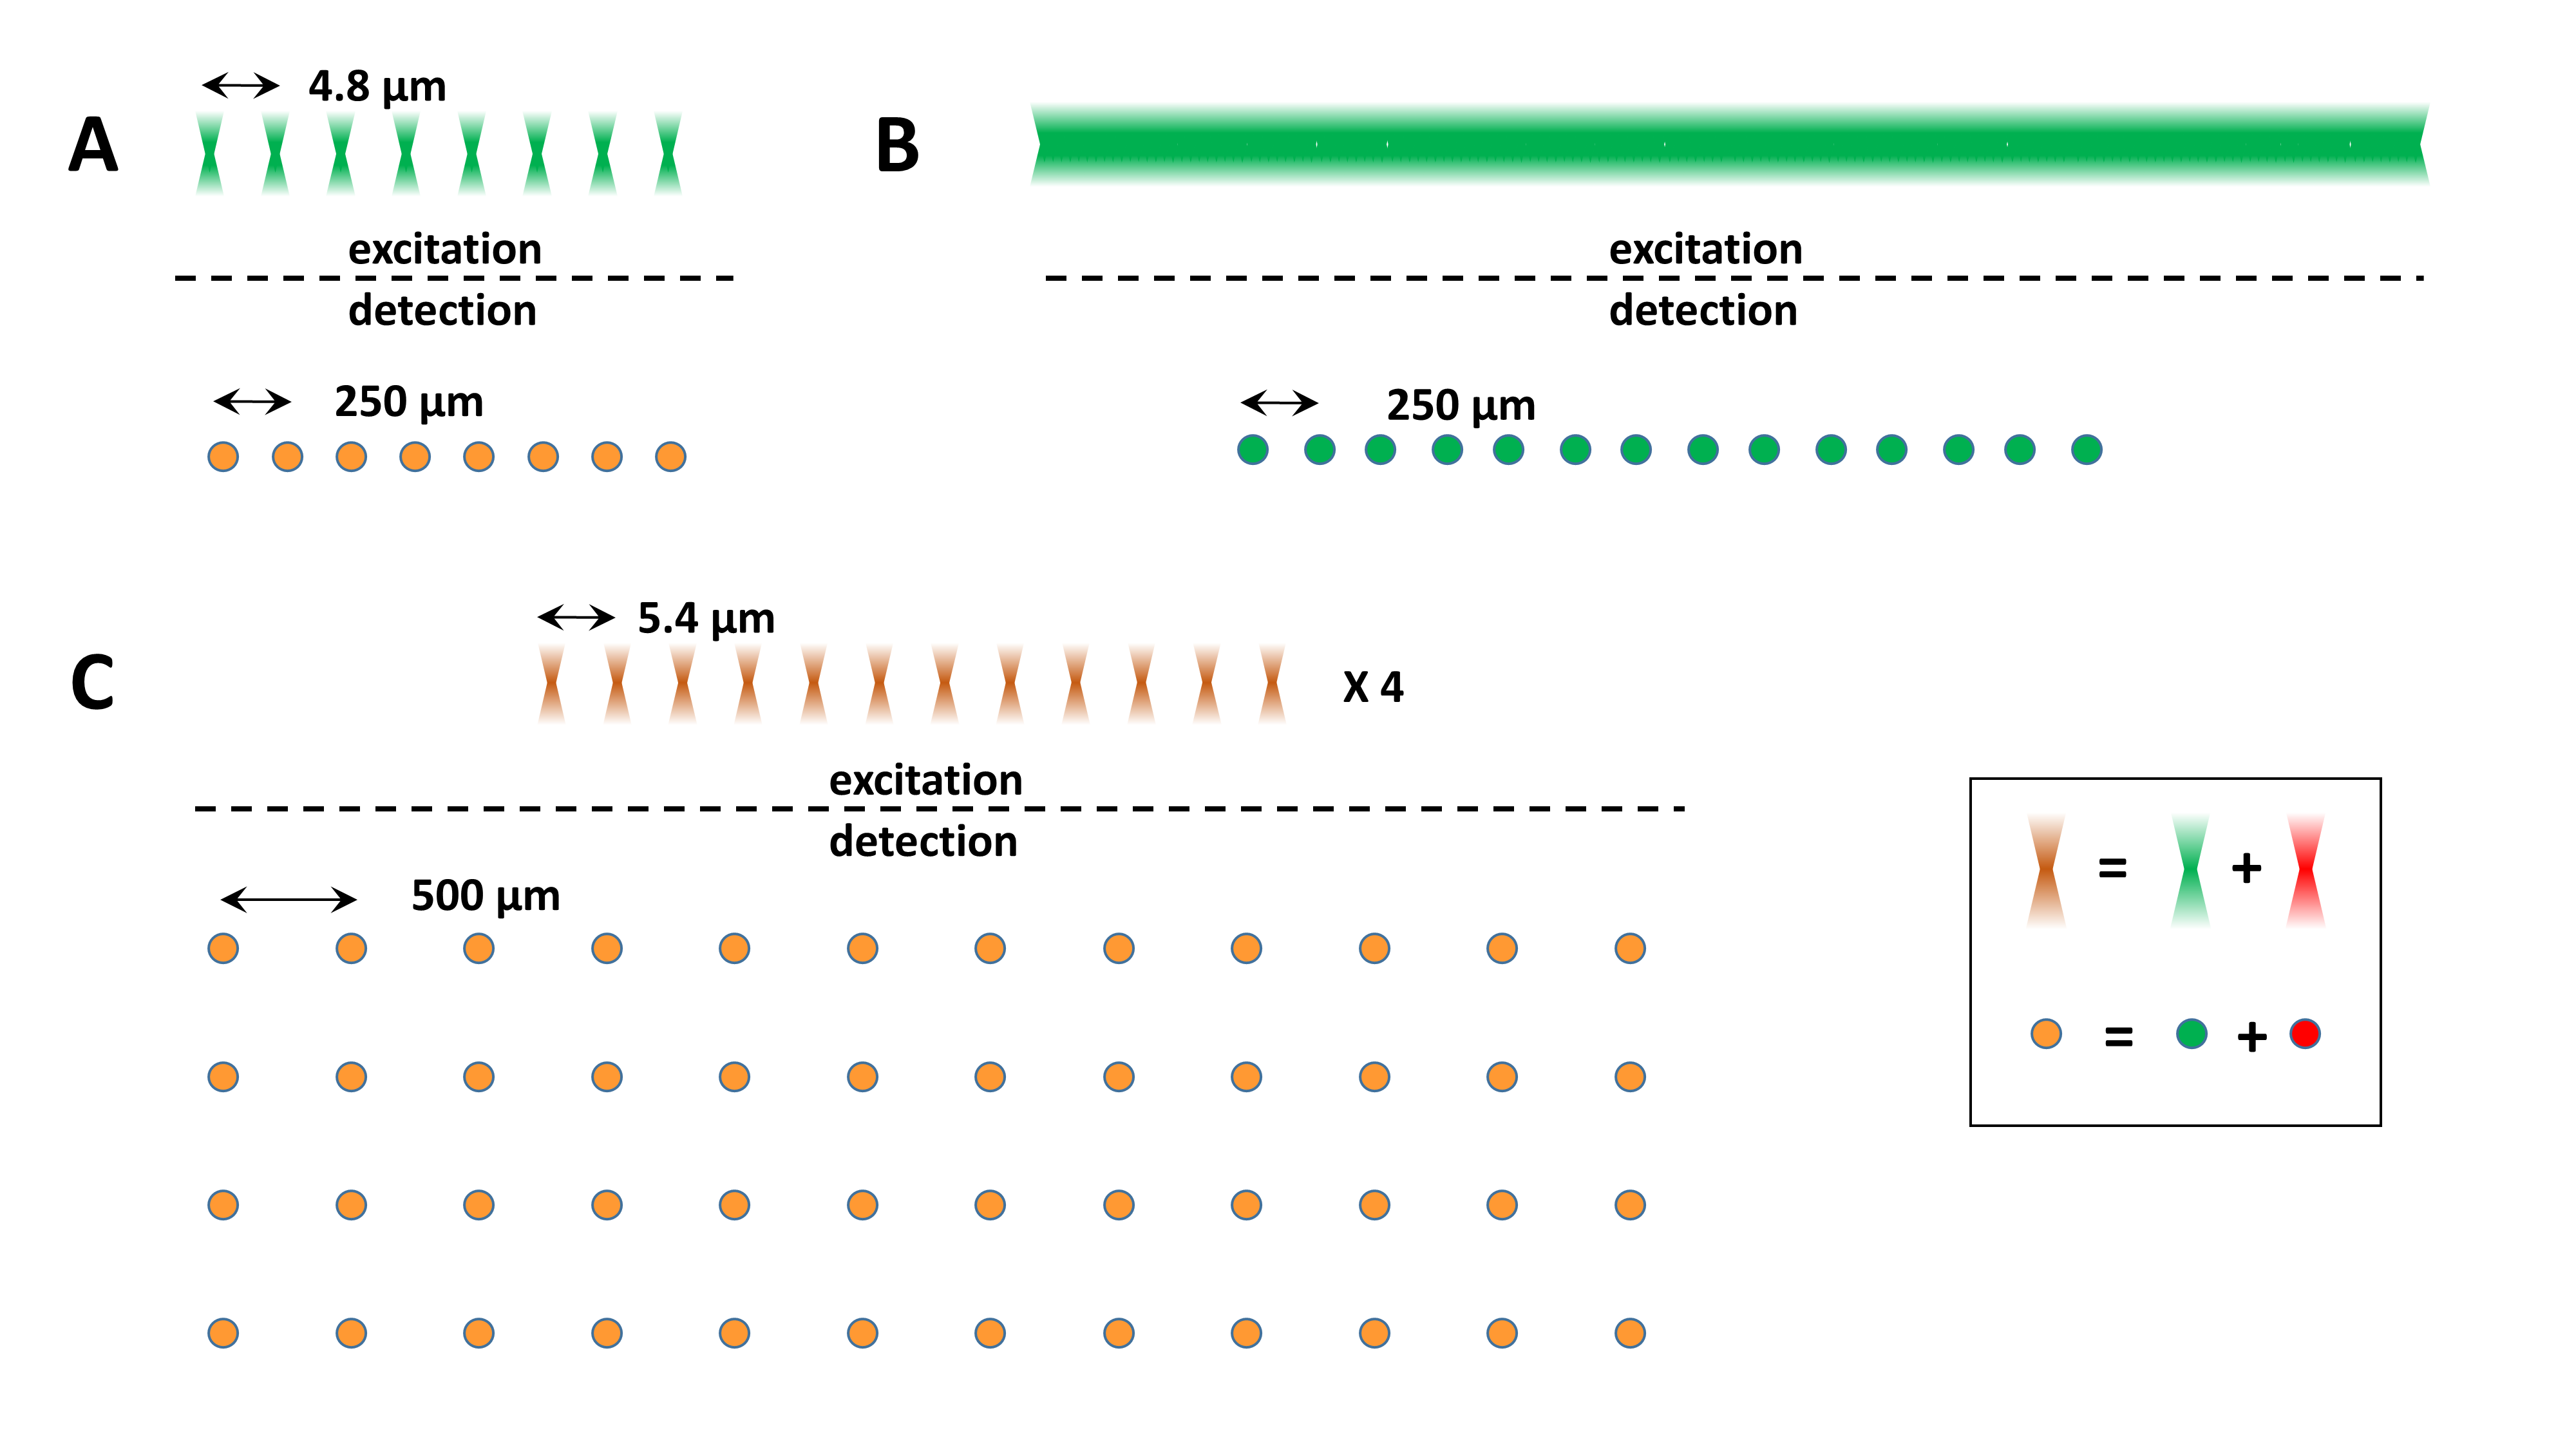 A
4.8 µm
excitation
detection
250 µm
B
excitation
detection
250 µm
C
5.4 µm
X 4
excitation
detection
500 µm
= +
= +